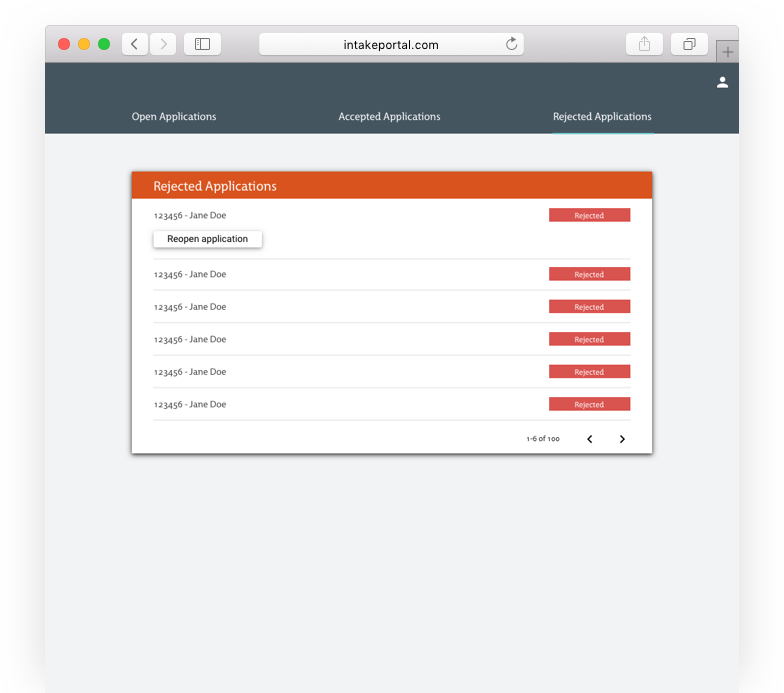 intakeportal.com
Open Applications Accepted Applications Rejected Applications
Rejected Applications
123456 - Jane Doe Rejected
Reopen application
123456 - Jane Doe Rejected
123456 - Jane Doe Rejected
123456 - Jane Doe Rejected
123456 - Jane Doe Rejected
123456 - Jane Doe Rejected
1-6 of 100